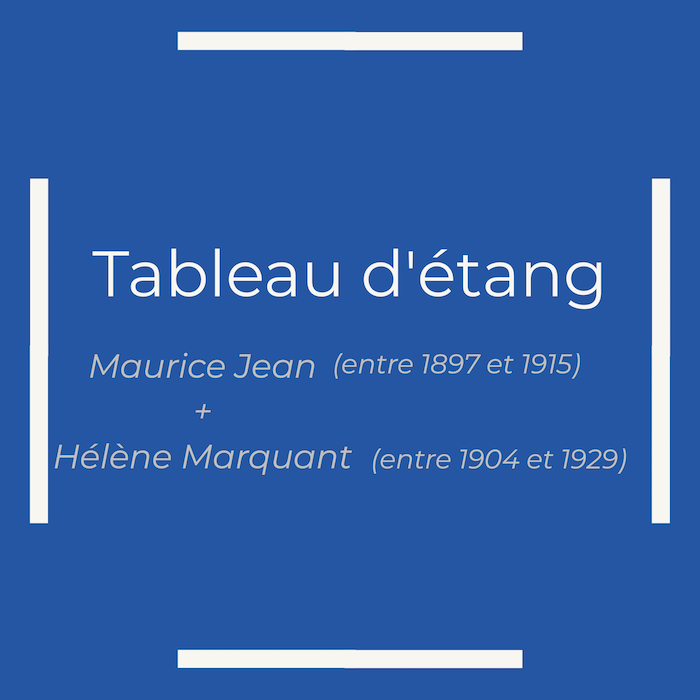 Tableau d'étang
Maurice Jean (entre 1897 et 1915)
+
Hélène Marquant (entre 1904 et 1929)